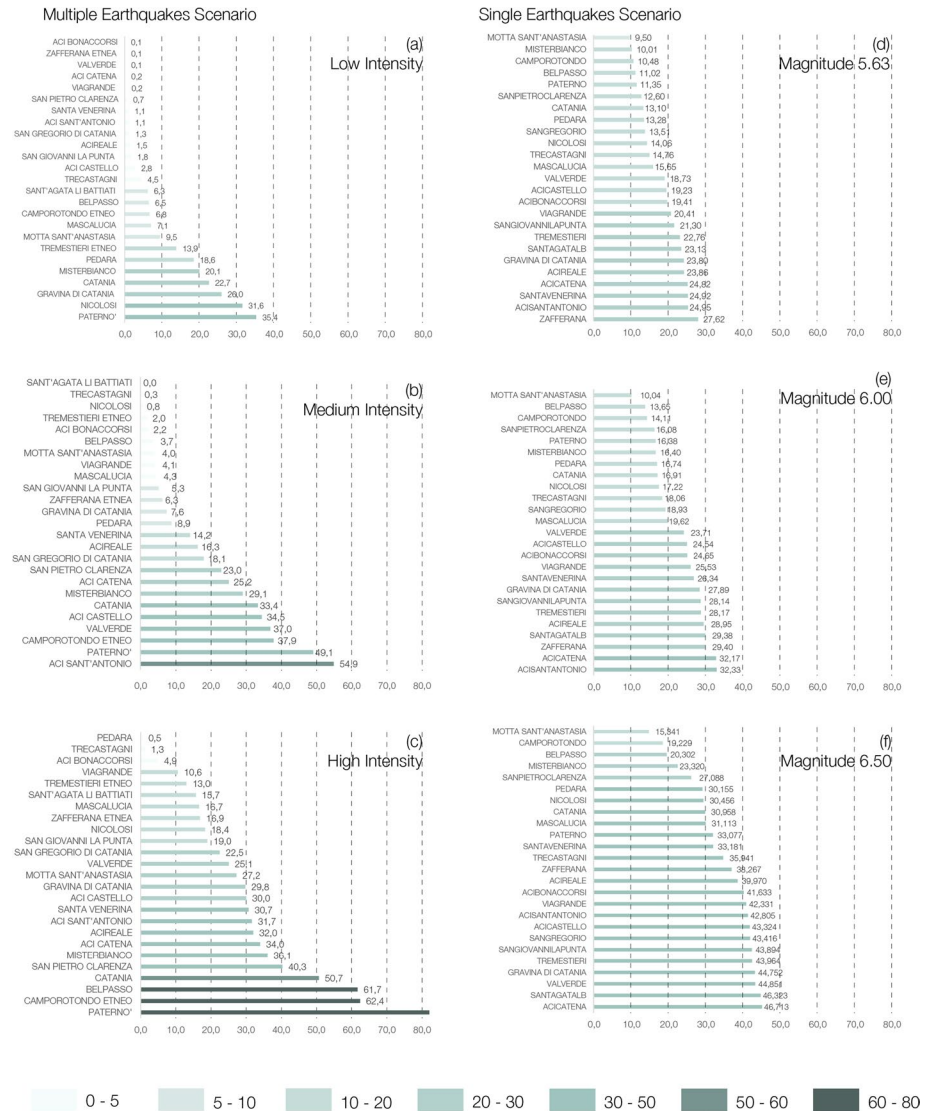 Multiple Earthquakes Scenario
(a)
Low Intensity
ACI BONACCORSI 0,1
ZAFFERANA ETNEA 0,1
VALVERDE 0,1
ACI CATENA 0,2
VIAGRANDE 0,2
SAN PIETRO CLARENZA 0,7
SANTA VENERINA 1,1
ACI SANT'ANTONIO 1,1
SAN GREGORIO DI CATANIA 1,3
ACIREALE 1,5
SAN GIOVANNI LA PUNTA 1,8
ACI CASTELLO 2,8
TRECASTAGNI 4,5
SANT'AGATA LI BATTIATI 6,3
BELPASSO 6,5
CAMPOROTONDO ETNEO 6,8
MASCALUCIA 7,1
MOTTA SANT'ANASTASIA 9,5
TREMESTIERI ETNEO 13,9
PEDARA 18,6
MISTERBIANCO 20,1
CATANIA 22,7
GRAVINA DI CATANIA 26,0
NICOLOSI 31,6
PATERNO' 35,4
0,0 10,0 20,0 30,0 40,0 50,0 60,0 70,0 80,0
(b)
Medium Intensity
SANT'AGATA LI BATTIATI 0,0
TRECASTAGNI 0,3
NICOLOSI 0,8
TREMESTIERI ETNEO 2,0
ACI BONACCORSI 2,2
BELPASSO 3,7
MOTTA SANT'ANASTASIA 4,0
VIAGRANDE 4,1
MASCALUCIA 4,3
SAN GIOVANNI LA PUNTA 5,3
ZAFFERANA ETNEA 6,3
GRAVINA DI CATANIA 7,6
PEDARA 8,9
SANTA VENERINA 14,2
ACIREALE 16,3
SAN GREGORIO DI CATANIA 18,1
SAN PIETRO CLARENZA 23,0
ACI CATENA 25,2
MISTERBIANCO 29,1
CATANIA 33,4
ACI CASTELLO 34,5
VALVERDE 37,0
CAMPOROTONDO ETNEO 37,9
PATERNO' 49,1
ACI SANT'ANTONIO 54,9
0,0 10,0 20,0 30,0 40,0 50,0 60,0 70,0 80,0
(c)
High Intensity
PEDARA 0,5
TRECASTAGNI 1,3
ACI BONACCORSI 4,9
VIAGRANDE 10,6
TREMESTIERI ETNEO 13,0
SANT'AGATA LI BATTIATI 15,7
MASCALUCIA 16,7
ZAFFERANA ETNEA 16,9
NICOLOSI 18,4
SAN GIOVANNI LA PUNTA 19,0
SAN GREGORIO DI CATANIA 22,5
VALVERDE 25,1
MOTTA SANT'ANASTASIA 27,2
GRAVINA DI CATANIA 29,8
ACI CASTELLO 30,0
SANTA VENERINA 30,7
ACI SANT'ANTONIO 31,7
ACIREALE 32,0
ACI CATENA 34,0
MISTERBIANCO 36,1
SAN PIETRO CLARENZA 40,3
CATANIA 50,7
BELPASSO 61,7
CAMPOROTONDO ETNEO 62,4
PATERNO'
0,0 10,0 20,0 30,0 40,0 50,0 60,0 70,0 80,0
Single Earthquakes Scenario
(d)
Magnitude 5.63
MOTTA SANT'ANASTASIA 9,50
MISTERBIANCO 10,01
CAMPOROTONDO 10,48
BELPASSO 11,02
PATERNO 11,35
SANPIETROCLARENZA 12,60
CATANIA 13,10
PEDARA 13,28
SANGREGORIO 13,51
NICOLOSI 14,06
TRECASTAGNI 14,76
MASCALUCIA 15,65
VALVERDE 18,73
ACICASTELLO 19,23
ACIBONACCORSI 19,41
VIAGRANDE 20,41
SANGIOVANNILAPUNTA 21,30
TREMESTIERI 22,76
SANTAGATALB 23,13
GRAVINA DI CATANIA 23,80
ACIREALE 23,86
ACICATENA 24,82
SANTAVENERINA 24,92
ACISANTANTONIO 24,95
ZAFFERANA 27,62
0,0 10,0 20,0 30,0 40,0 50,0 60,0 70,0 80,0
(e)
Magnitude 6.00
MOTTA SANT'ANASTASIA 10,04
BELPASSO 13,65
CAMPOROTONDO 14,11
SANPIETROCLARENZA 16,08
PATERNO 16,38
MISTERBIANCO 16,40
PEDARA 16,74
CATANIA 16,91
NICOLOSI 17,22
TRECASTAGNI 18,06
SANGREGORIO 18,93
MASCALUCIA 19,62
VALVERDE 23,71
ACICASTELLO 24,54
ACIBONACCORSI 24,65
VIAGRANDE 25,53
SANTAVENERINA 26,34
GRAVINA DI CATANIA 27,89
SANGIOVANNILAPUNTA 28,14
TREMESTIERI 28,17
ACIREALE 28,95
SANTAGATALB 29,38
ZAFFERANA 29,40
ACICATENA 32,17
ACISANTANTONIO 32,33
0,0 10,0 20,0 30,0 40,0 50,0 60,0 70,0 80,0
(f)
Magnitude 6.50
MOTTA SANT'ANASTASIA 15,341
CAMPOROTONDO 19,229
BELPASSO 20,302
MISTERBIANCO 23,320
SANPIETROCLARENZA 27,088
PEDARA 30,155
NICOLOSI 30,456
CATANIA 30,958
MASCALUCIA 31,113
PATERNO 33,077
SANTAVENERINA 33,181
TRECASTAGNI 35,941
ZAFFERANA 38,267
ACIREALE 39,970
ACIBONACCORSI 41,633
VIAGRANDE 42,331
ACISANTANTONIO 42,805
ACICASTELLO 43,324
SANGREGORIO 43,416
SANGIOVANNILAPUNTA 43,894
TREMESTIERI 43,964
GRAVINA DI CATANIA 44,752
VALVERDE 44,851
SANTAGATALB 46,323
ACICATENA 46,713
0,0 10,0 20,0 30,0 40,0 50,0 60,0 70,0 80,0
0 - 5 5 - 10 10 - 20 20 - 30 30 - 50 50 - 60 60 - 80